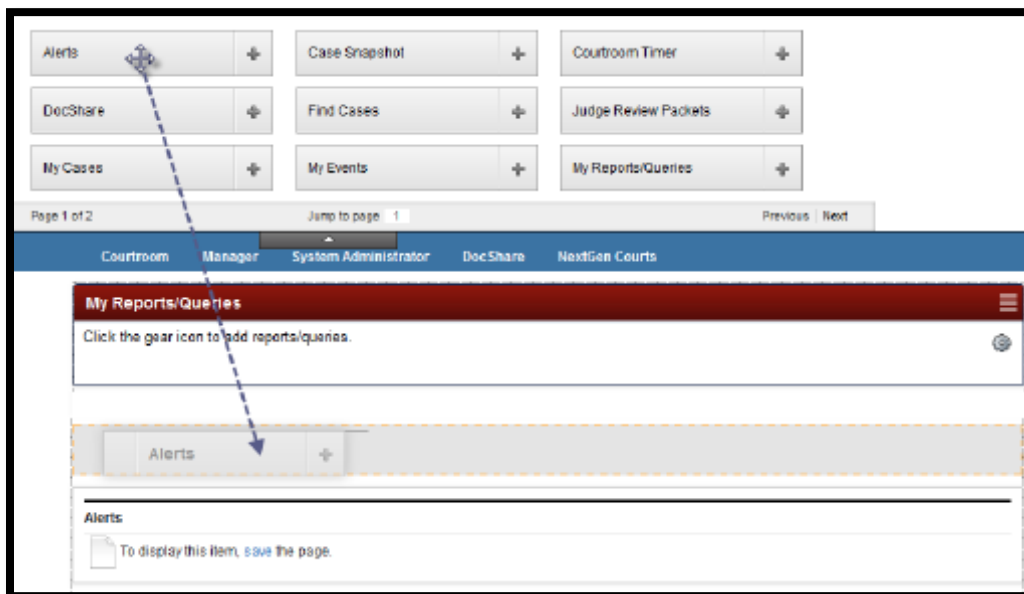 Alerts Case Snapshot Courtroom Timer
DocShare Find Cases Judge Review Packets
My Cases My Events My Reports/Queries
Page 1 of 2 Jump to page 1 Previous Next
Courtroom Manager System Administrator DocShare NextGen Courts
My Reports/Queries
Click the gear icon to add reports/queries.
Alerts
Alerts
To display this item, save the page.